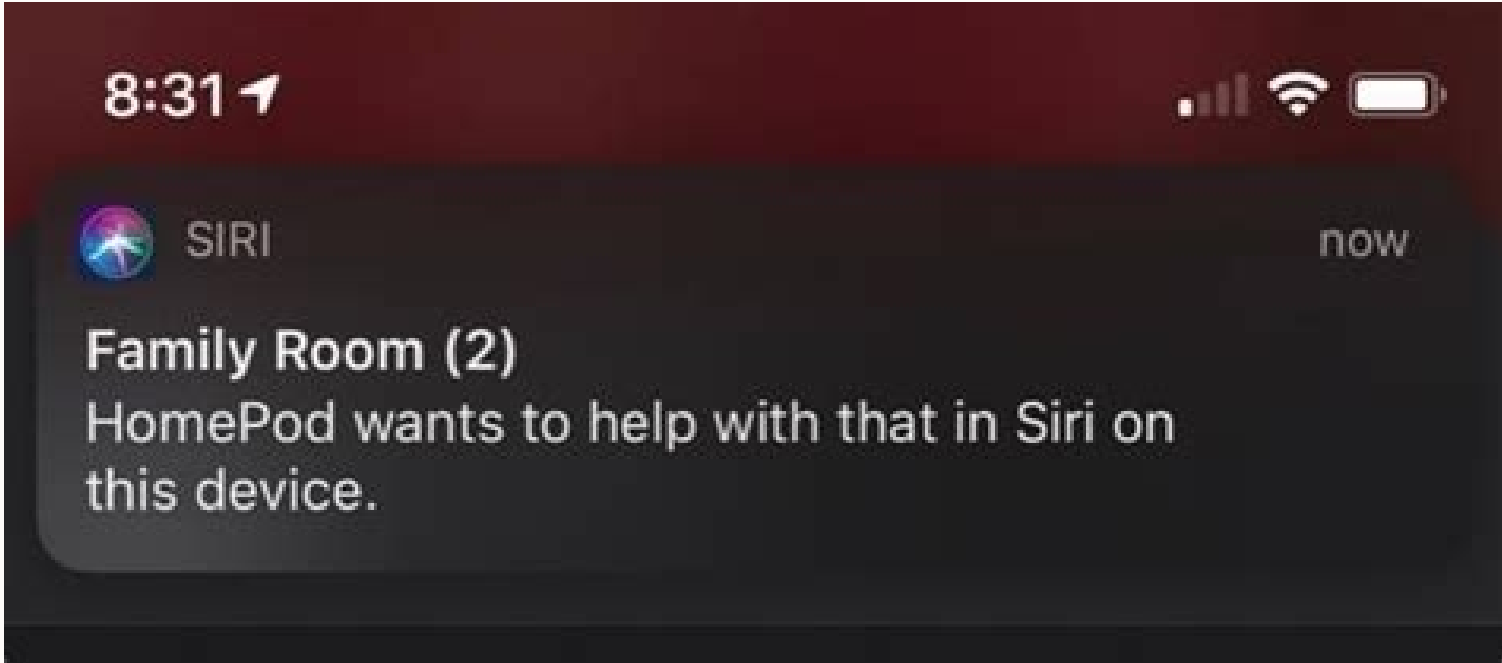 8:31
SIRI now
Family Room (2)
HomePod wants to help with that in Siri on
this device.